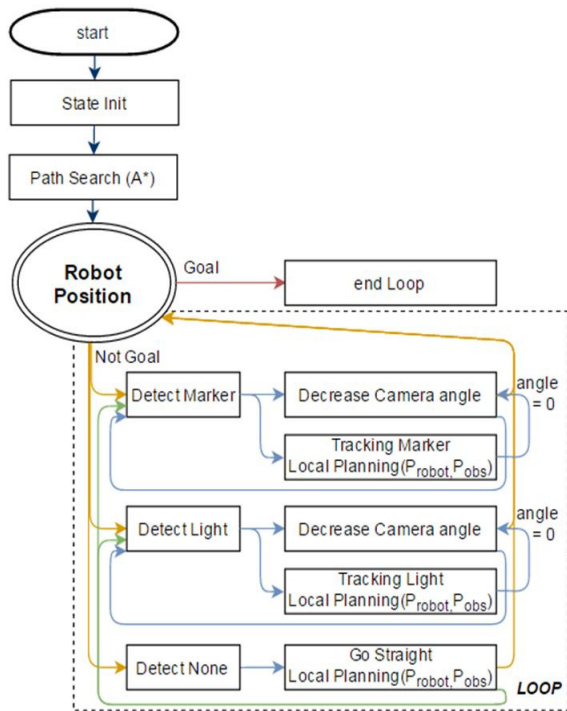 start
State Init
Path Search (A*)
Robot
Position
Goal
end Loop
Not Goal
Detect Marker
Decrease Camera angle
angle
= 0
Tracking Marker
Local Planning(Probot,Pobs)
Detect Light
Decrease Camera angle
angle
= 0
Tracking Light
Local Planning(Probot,Pobs)
Detect None
Go Straight
Local Planning(Probot,Pobs)
LOOP